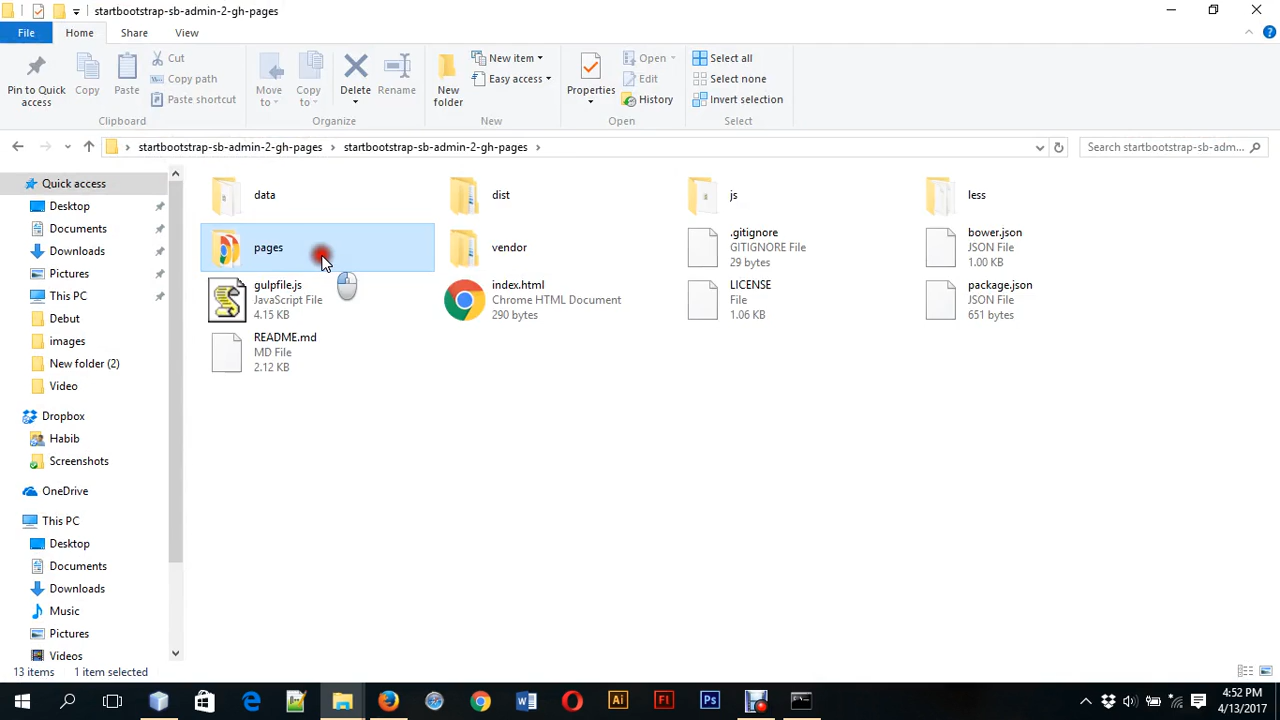 startbootstrap-sb-admin-2-gh-pages
File Home Share View
Pin to Quick access
Copy
Paste
Cut
Copy path
Paste shortcut
Move to
Copy to
Delete
Rename
New folder
New item
Easy access
Properties
Open
Edit
History
Select all
Select none
Invert selection
Clipboard Organize New Open Select
startbootstrap-sb-admin-2-gh-pages startbootstrap-sb-admin-2-gh-pages
Search startbootstrap-sb-adm...
Quick access
Desktop
Documents
Downloads
Pictures
This PC
Debut
images
New folder (2)
Video
Dropbox
Habib
Screenshots
OneDrive
This PC
Desktop
Documents
Downloads
Music
Pictures
Videos
data
dist
js
less
pages
vendor
.gitignore
GITIGNORE File
29 bytes
bower.json
JSON File
1.00 KB
gulpfile.js
JavaScript File
4.15 KB
index.html
Chrome HTML Document
290 bytes
LICENSE
File
1.06 KB
package.json
JSON File
651 bytes
README.md
MD File
2.12 KB
13 items 1 item selected
Ai
Fl
Ps
4:52 PM
4/13/2017